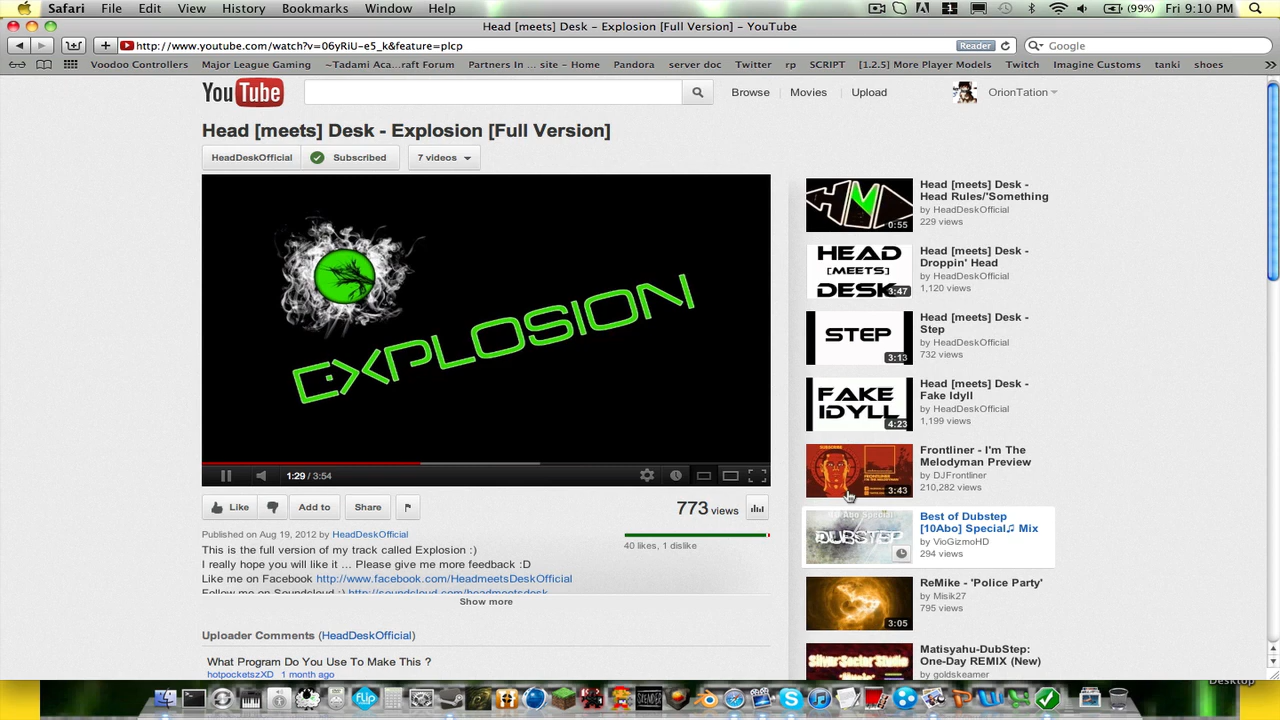 Safari File Edit View History Bookmarks Window Help (99%) Fri 9:10 PM
Head [meets] Desk - Explosion [Full Version] - YouTube
http://www.youtube.com/watch?v=06yRiU-e5_k&feature=plcp Reader Google
Voodoo Controllers Major League Gaming ~Tadami Aca...raft Forum Partners In ... site - Home Pandora server doc Twitter rp SCRIPT [1.2.5] More Player Models Twitch Imagine Customs tanki shoes
YouTube Browse Movies Upload OrionTation
Head [meets] Desk - Explosion [Full Version]
HeadDeskOfficial Subscribed 7 videos
EXPLOSION
1:29 / 3:54
Like Add to Share 773 views
Published on Aug 19, 2012 by HeadDeskOfficial
40 likes, 1 dislike
This is the full version of my track called Explosion :)
I really hope you will like it ... Please give me more feedback :D
Like me on Facebook http://www.facebook.com/HeadmeetsDeskOfficial
Follow me on Soundcloud :) http://soundcloud.com/headmeetsdesk
Show more
Uploader Comments (HeadDeskOfficial)
What Program Do You Use To Make This ?
hotpocketszXD 1 month ago
0:55
Head [meets] Desk -
Head Rules/'Something
by HeadDeskOfficial
229 views
HEAD
[MEETS]
DESK
3:47
Head [meets] Desk -
Droppin' Head
by HeadDeskOfficial
1,120 views
STEP
3:13
Head [meets] Desk -
Step
by HeadDeskOfficial
732 views
FAKE
IDYLL
4:23
Head [meets] Desk -
Fake Idyll
by HeadDeskOfficial
1,199 views
3:43
Frontliner - I'm The
Melodyman Preview
by DJFrontliner
210,282 views
DUBSTEP
Best of Dubstep
[10Abo] Special♫ Mix
by VioGizmoHD
294 views
3:05
ReMike - 'Police Party'
by Misik27
795 views
SilverSectorStudio
Matisyahu-DubStep:
One-Day REMIX (New)
by goldskeamer
Desktop